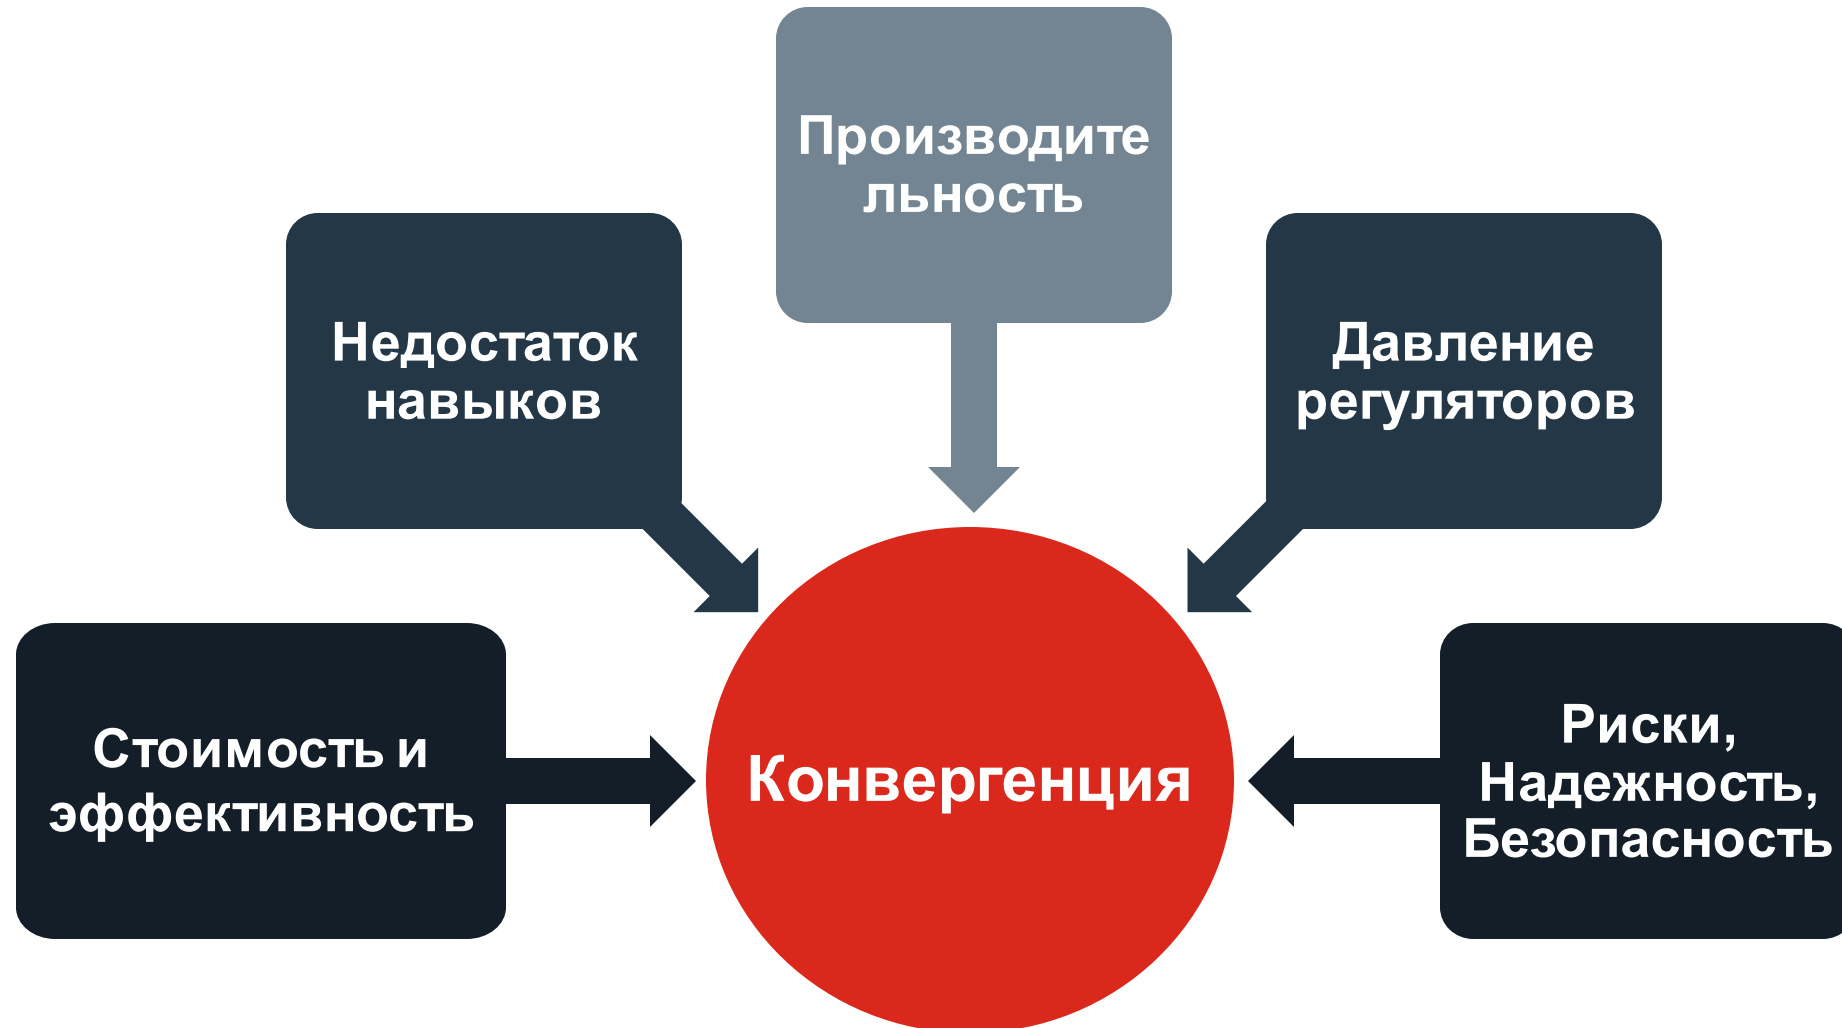 Производите
льность
Недостаток
навыков
Давление
регуляторов
Стоимость и
эффективность
Конвергенция
Риски,
Надежность,
Безопасность